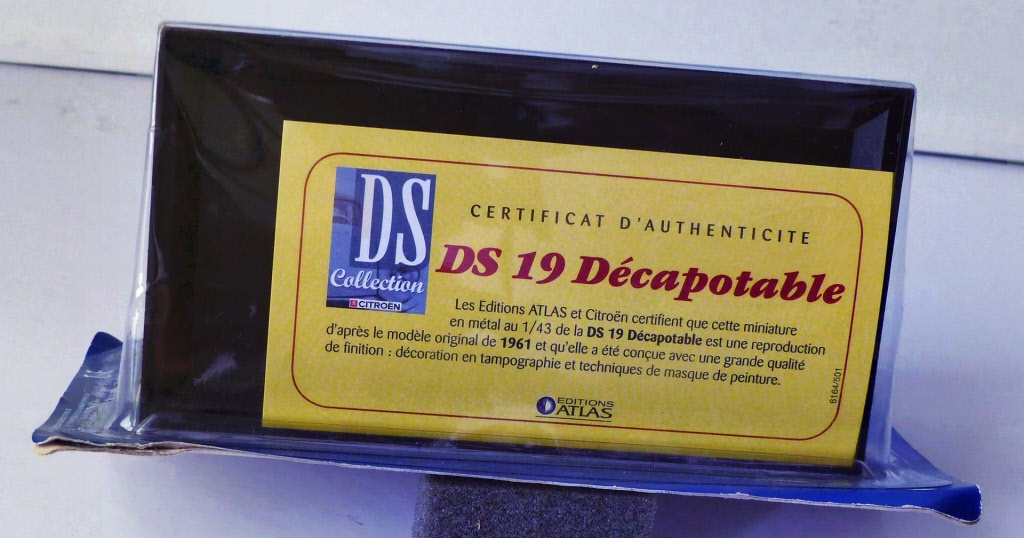 DS
Collection
CITROËN
CERTIFICAT D'AUTHENTICITE
DS 19 Décapotable
Les Editions ATLAS et Citroën certifient que cette miniature
en métal au 1/43 de la DS 19 Décapotable est une reproduction
d'après le modèle original de 1961 et qu'elle a été conçue avec une grande qualité
de finition : décoration en tampographie et techniques de masque de peinture.
EDITIONS
ATLAS
6164/501